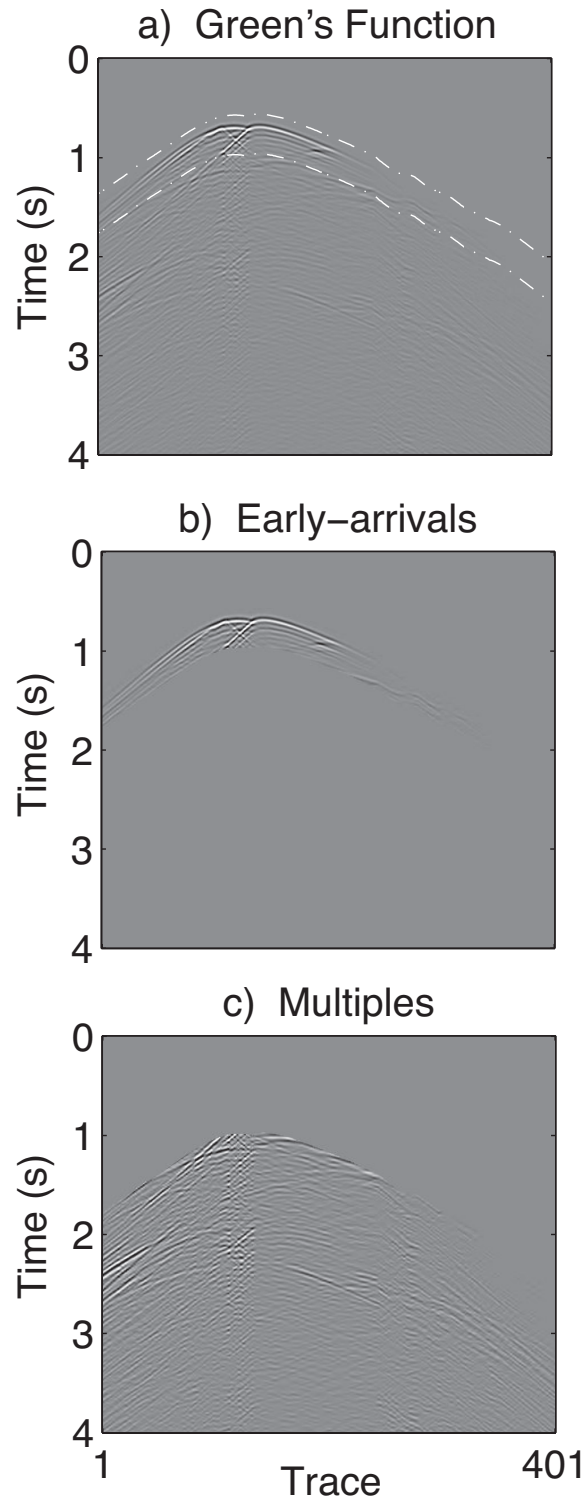 a) Green's Function
0
1
2
3
4
Time (s)
b) Early−arrivals
0
1
2
3
4
Time (s)
c) Multiples
0
1
2
3
4
Time (s)
1
401
Trace